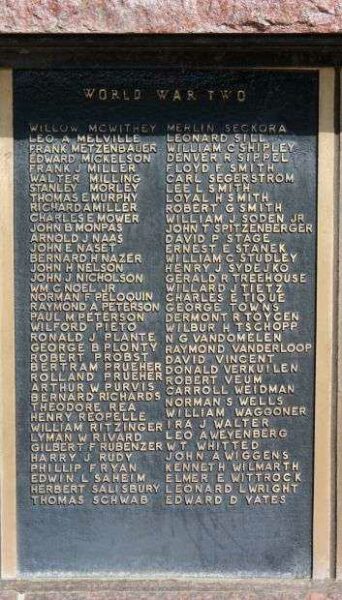 WORLD WAR TWO
WILLOW MCWITHEY
LEO A MELVILLE
FRANK METZENBAUER
EDWARD MICKELSON
FRANK J MILLER
WALTER MILLING
STANLEY MORLEY
THOMAS E MURPHY
RICHARD A MILLER
CHARLES E MOWER
JOHN B MONPAS
ARNOLD J NAAS
JOHN E NASET
BERNARD H NAZER
JOHN H NELSON
JOHN J NICHOLSON
WM C NOEL JR
NORMAN F PELOQUIN
RAYMOND A PETERSON
PAUL M PETERSON
WILFORD PIETO
RONALD J PLANTE
GEORGE B PLONTY
ROBERT PROBST
BERTRAM PRUEHER
ROLLAND PRUEHER
ARTHUR W PURVIS
BERNARD RICHARDS
THEODORE REA
HENRY REOPELLE
WILLIAM RITZINGER
LYMAN W RIVARD
GILBERT F RUBENZER
HARRY J RUDY
PHILLIP F RYAN
EDWIN L SAHEIM
HERBERT SALISBURY
THOMAS SCHWAB
MERLIN SECKORA
LEONARD SILL
WILLIAM C SHIPLEY
DENVER R SIPPEL
FLOYD F SMITH
CARL SEGERSTROM
LEE L SMITH
LOYAL H SMITH
ROBERT G SMITH
WILLIAM J SODEN JR
JOHN T SPITZENBERGER
DAVID P STAGE
ERNEST E STANEK
WILLIAM C STUDLEY
HENRY J SYDEJKO
GERALD R TREEHOUSE
WILLARD J TIETZ
CHARLES E TIQUE
GEORGE TOWNS
DERMONT R TOYCEN
WILBUR H TSCHOPP
N G VANDOMELEN
RAYMOND VANDERLOOP
DAVID VINCENT
DONALD VERKUILEN
ROBERT VEUM
CARROLL WEIDMAN
NORMAN S WELLS
WILLIAM WAGGONER
IRA J WALTER
LEO A WEYENBERG
W T WHITTED
JOHN A WIGGENS
KENNETH WILMARTH
ELMER E WITTROCK
LEONARD L WRIGHT
EDWARD D YATES